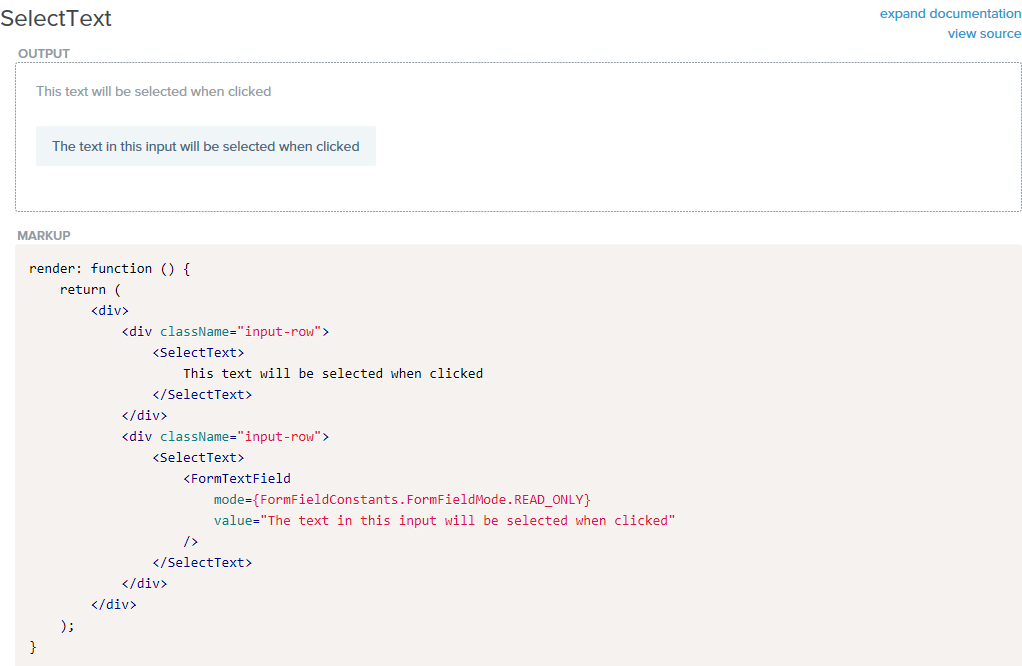 SelectText
expand documentation
view source
OUTPUT
This text will be selected when clicked
The text in this input will be selected when clicked
MARKUP
render: function () {
    return (
        <div>
            <div className="input-row">
                <SelectText>
                    This text will be selected when clicked
                </SelectText>
            </div>
            <div className="input-row">
                <SelectText>
                    <FormTextField
                        mode={FormFieldConstants.FormFieldMode.READ_ONLY}
                        value="The text in this input will be selected when clicked"
                    />
                </SelectText>
            </div>
        </div>
    );
}